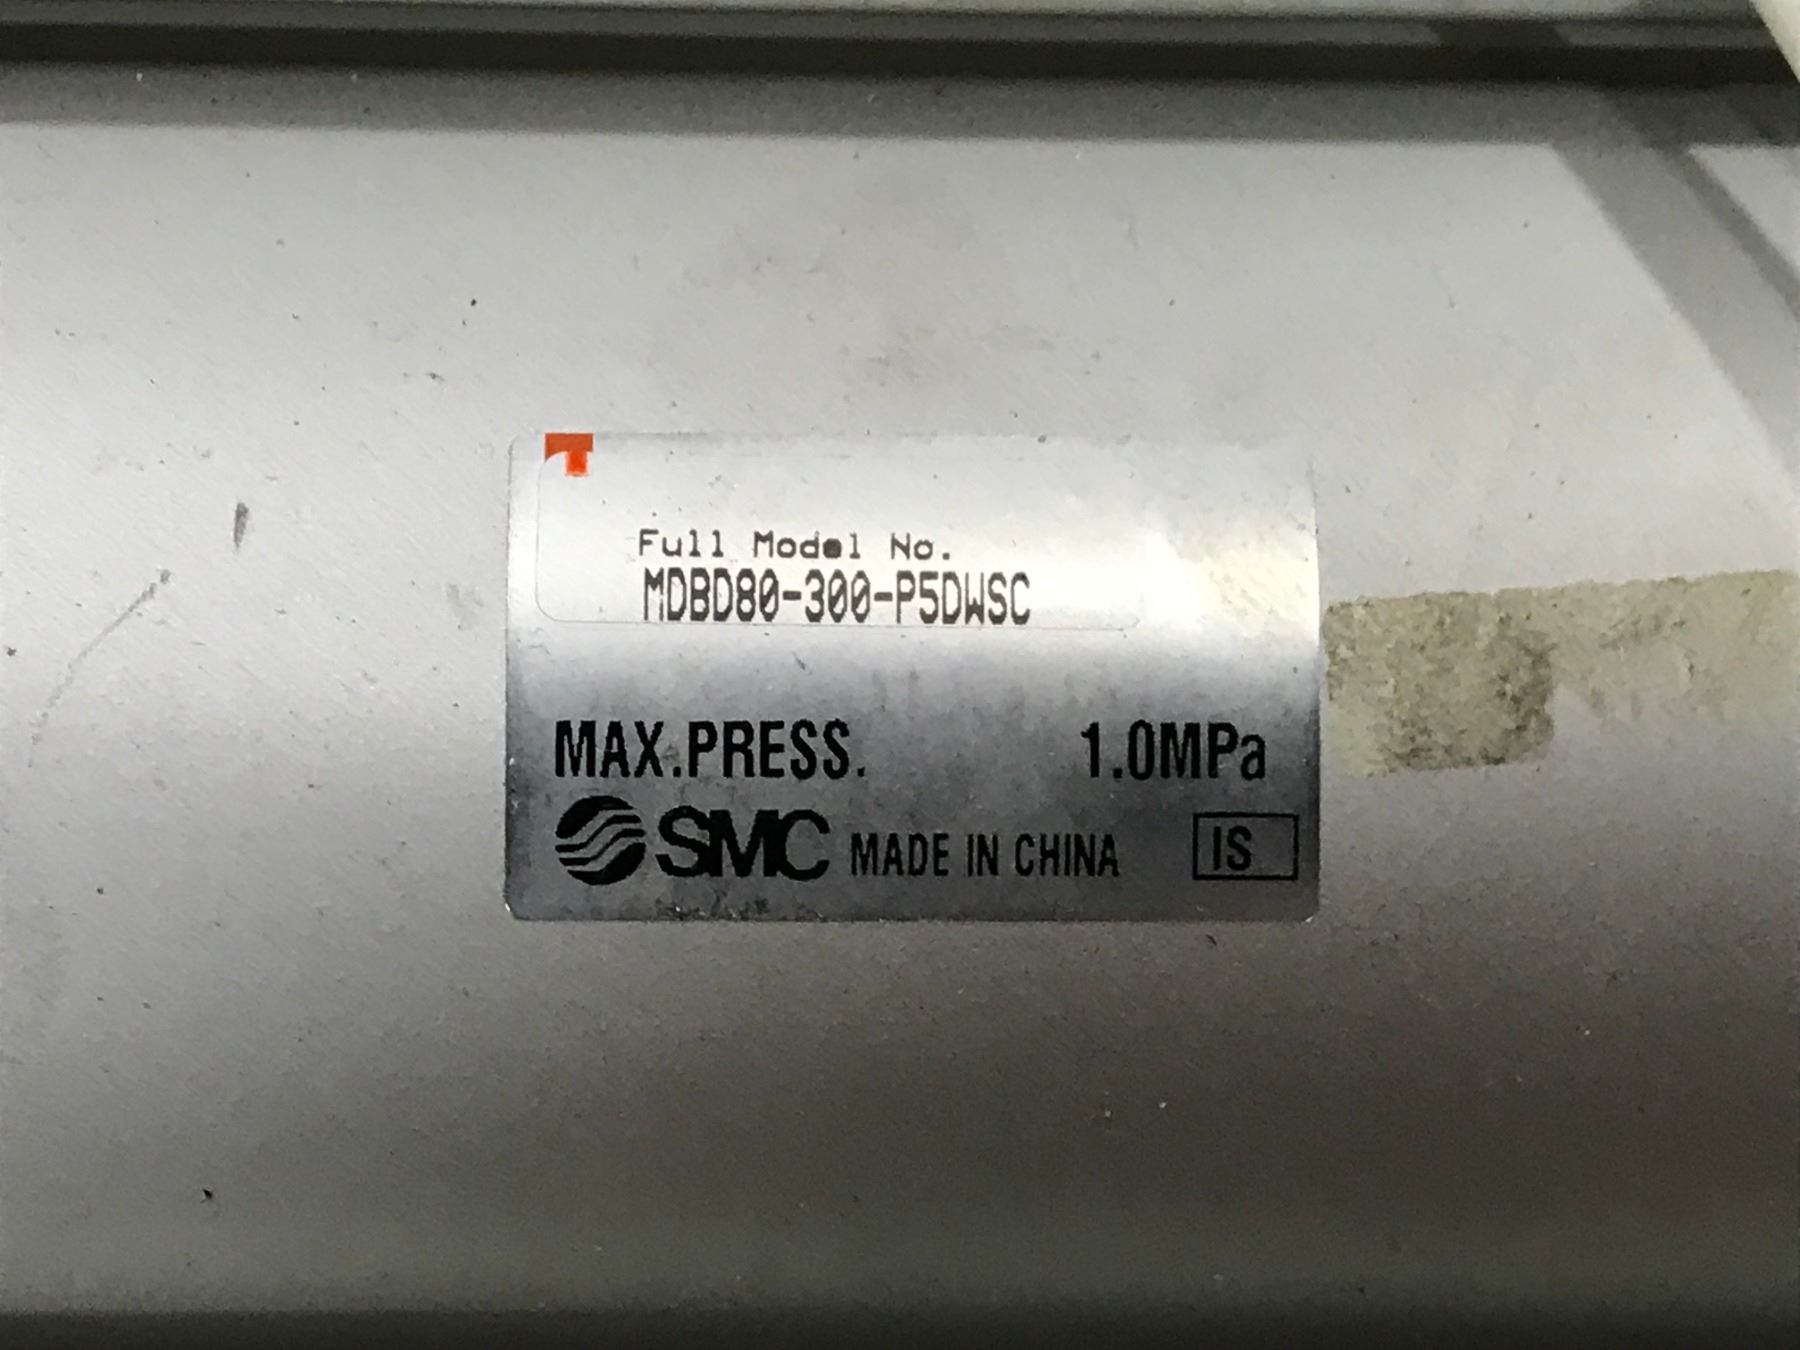 Full Model No.
MDBD80-300-P5DWSC
MAX.PRESS. 1.0MPa
SMC MADE IN CHINA IS